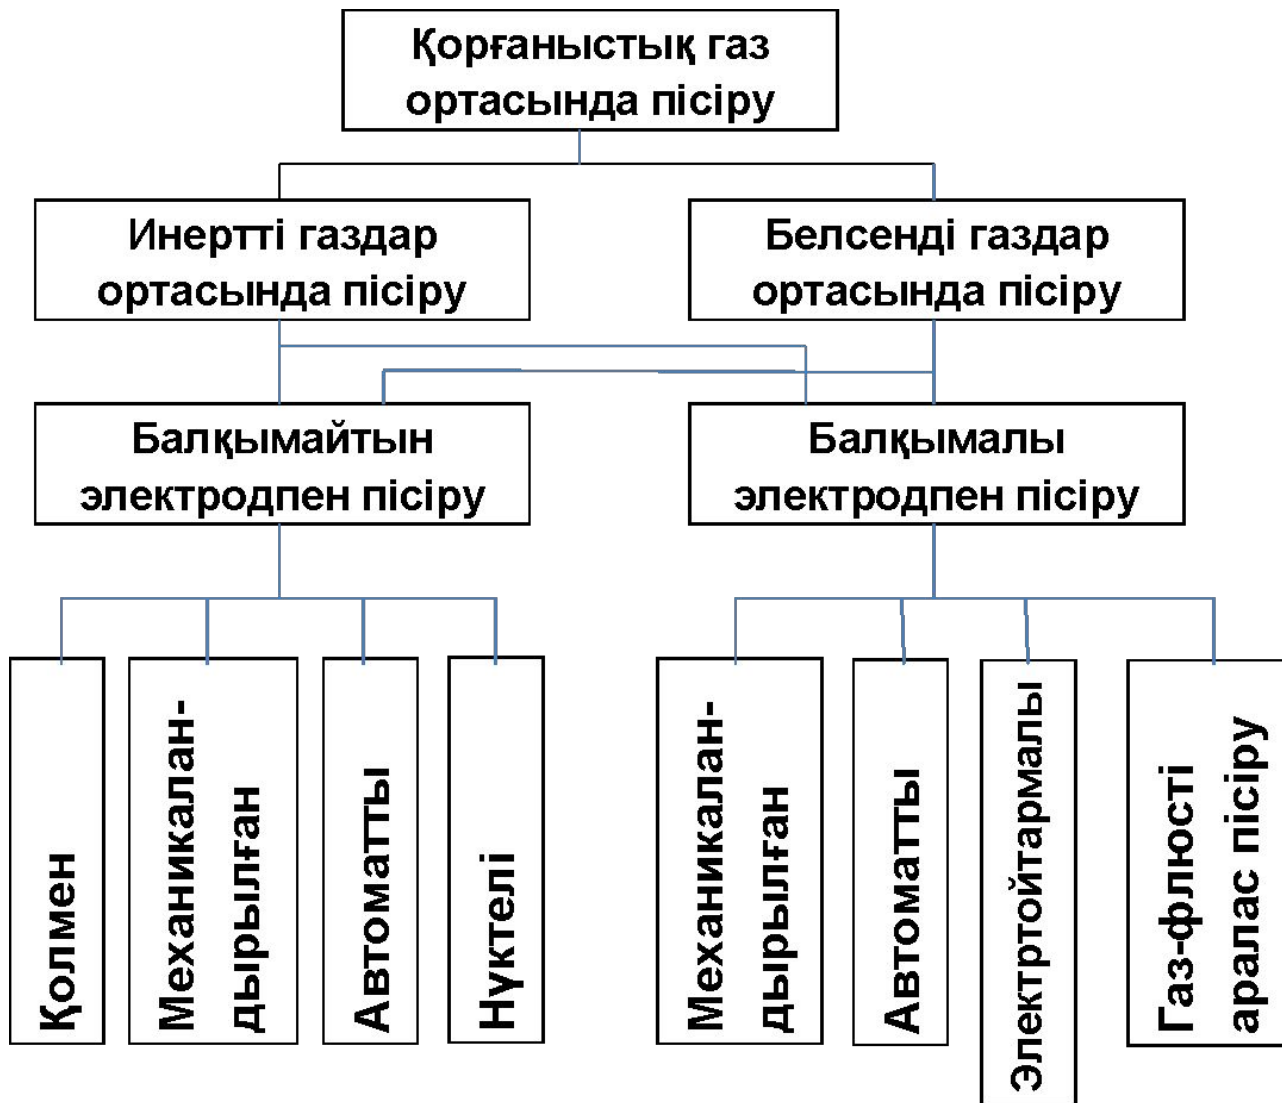 Қорғаныстық газ
ортасында пісіру
Инертті газдар
ортасында пісіру
Белсенді газдар
ортасында пісіру
Балқымайтын
электродпен пісіру
Балқымалы
электродпен пісіру
Қолмен
Механикалан-
дырылған
Автоматты
Нүктелі
Механикалан-
дырылған
Автоматты
Электртойтармалы
Газ-флюсті
аралас пісіру